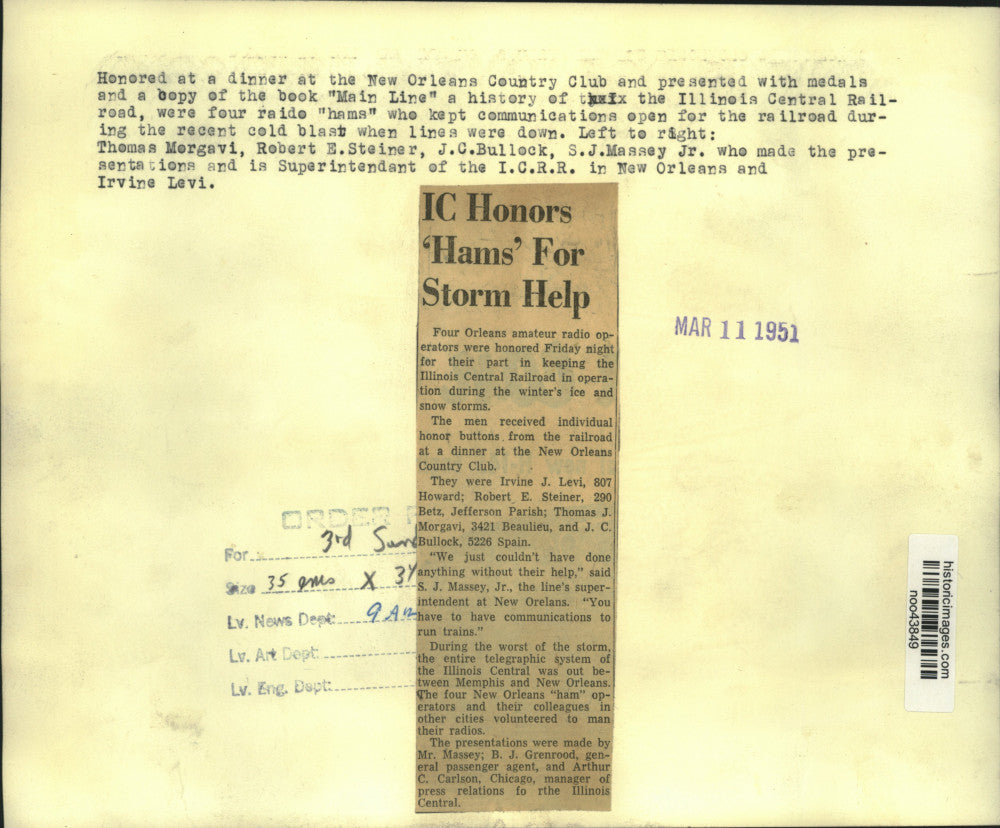 Honored at a dinner at the New Orleans Country Club and presented with medals
and a bopy of the book "Main Line" a history of the Illinois Central Rail-
road, were four raido "hams" who kept communications open for the railroad dur-
ing the recent cold blast when lines were down. Left to right:
Thomas Morgavi, Robert E.Steiner, J.C.Bullock, S.J.Massey Jr. who made the pre-
sentations and is Superintendant of the I.C.R.R. in New Orleans and
Irvine Levi.
IC Honors
'Hams' For
Storm Help
Four Orleans amateur radio op-
erators were honored Friday night
for their part in keeping the
Illinois Central Railroad in opera-
tion during the winter's ice and
snow storms.
The men received individual
honor buttons from the railroad
at a dinner at the New Orleans
Country Club.
They were Irvine J. Levi, 807
Howard; Robert E. Steiner, 290
Betz, Jefferson Parish; Thomas J.
Morgavi, 3421 Beaulieu, and J. C.
Bullock, 5226 Spain.
"We just couldn't have done
anything without their help," said
S. J. Massey, Jr., the line's super-
intendent at New Orelans. "You
have to have communications to
run trains."
During the worst of the storm,
the entire telegraphic system of
the Illinois Central was out be-
tween Memphis and New Orleans.
The four New Orleans "ham" op-
erators and their colleagues in
other cities volunteered to man
their radios.
The presentations were made by
Mr. Massey; B. J. Grenrood, gen-
eral passenger agent, and Arthur
C. Carlson, Chicago, manager of
press relations fo rthe Illinois
Central.
MAR 11 1951
ORDER
For 3rd
Size 35 ems X
Lv. News Dept: 9 AM
Lv. Art Dept:
Lv. Eng. Dept:
historicimages.com
noo43849